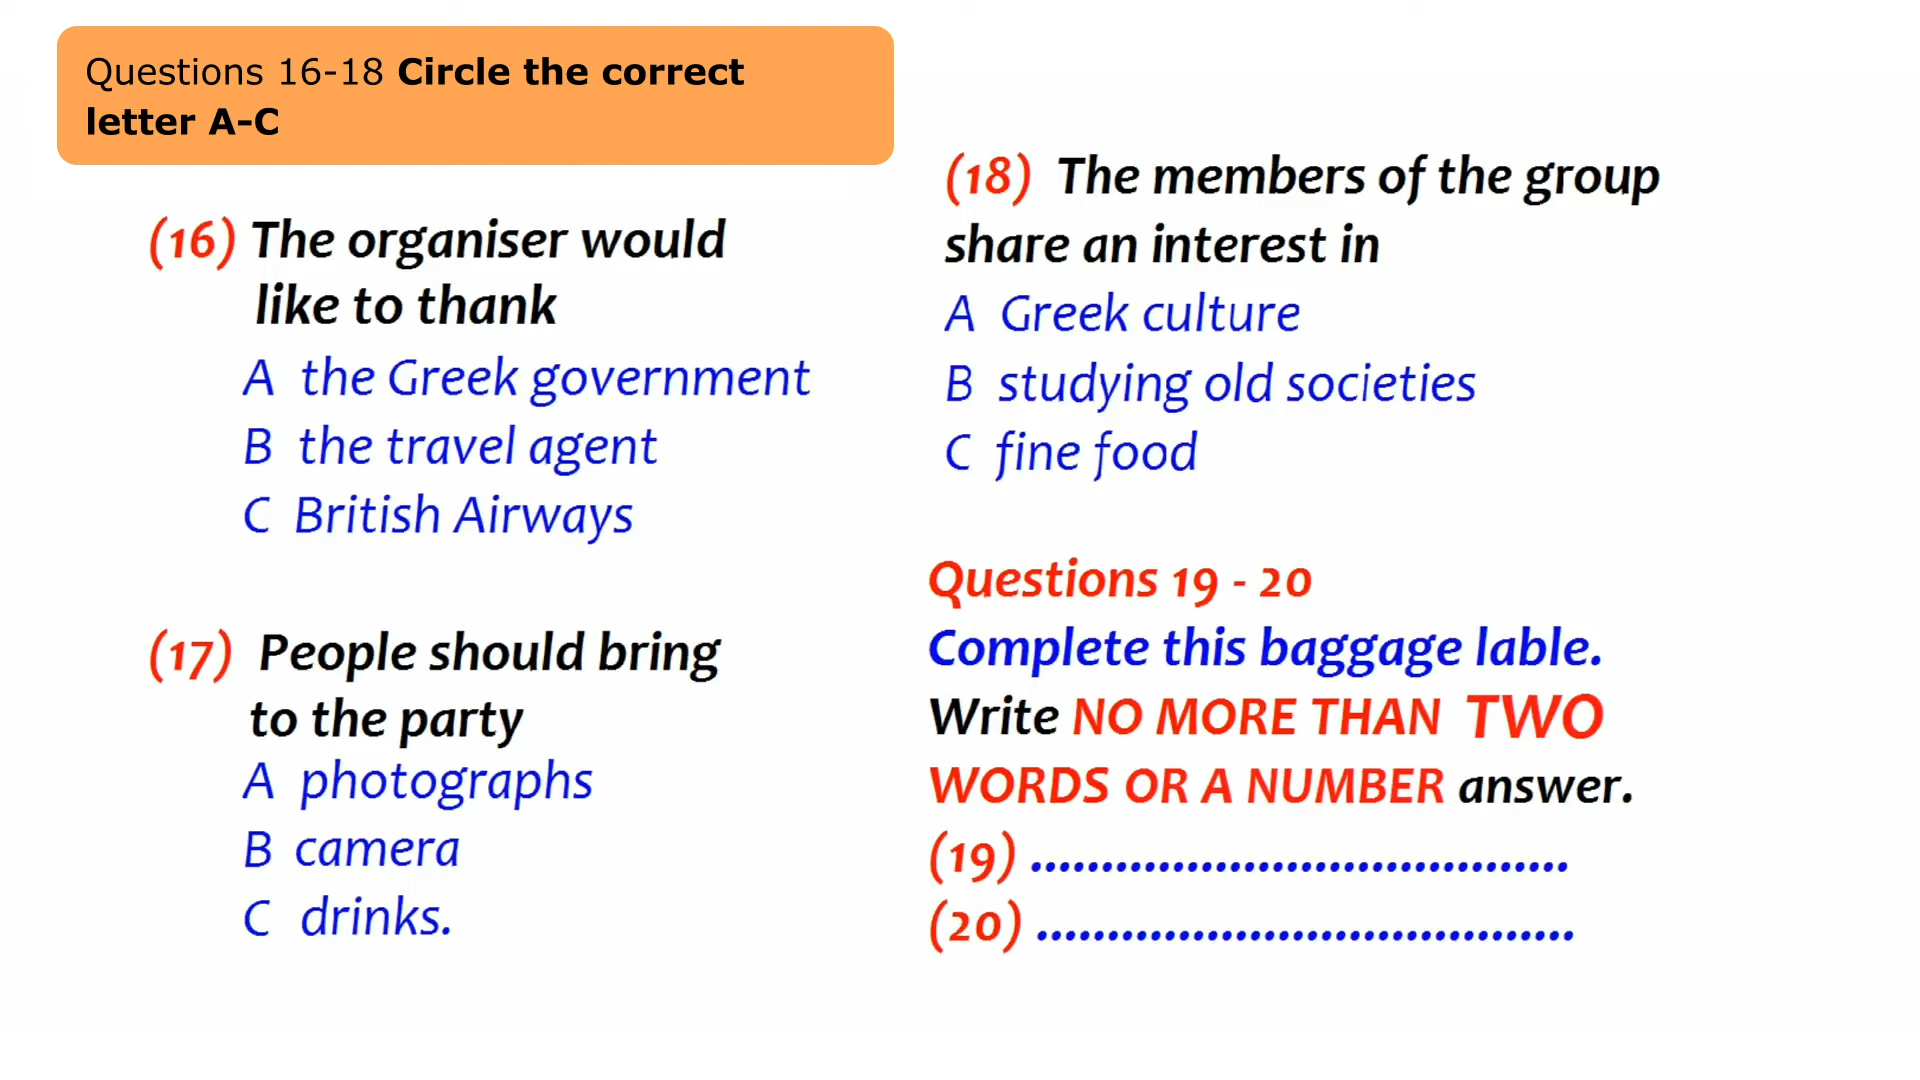 Questions 16-18 Circle the correct
letter A-C
(16) The organiser would
like to thank
A the Greek government
B the travel agent
C British Airways
(17) People should bring
to the party
A photographs
B camera
C drinks.
(18) The members of the group
share an interest in
A Greek culture
B studying old societies
C fine food
Questions 19 - 20
Complete this baggage lable.
Write NO MORE THAN TWO
WORDS OR A NUMBER answer.
(19) ......................................
(20) ......................................